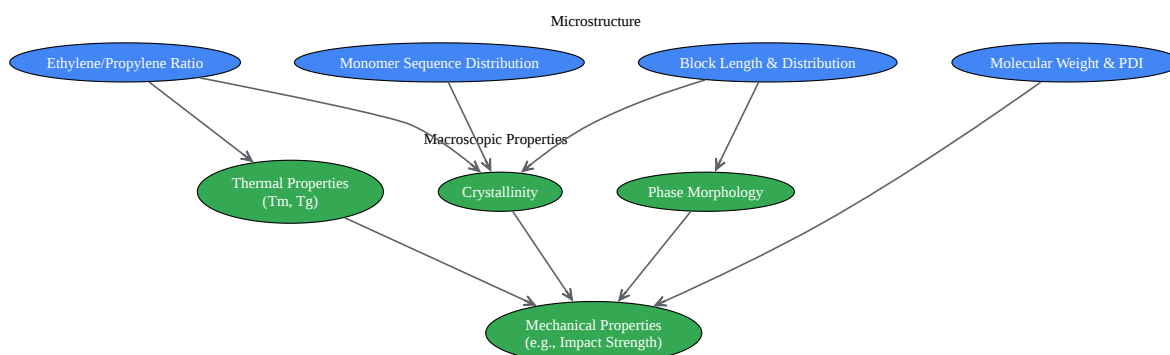 Microstructure
Ethylene/Propylene Ratio
Monomer Sequence Distribution
Block Length & Distribution
Molecular Weight & PDI
Macroscopic Properties
Thermal Properties
(Tm, Tg)
Crystallinity
Phase Morphology
Mechanical Properties
(e.g., Impact Strength)